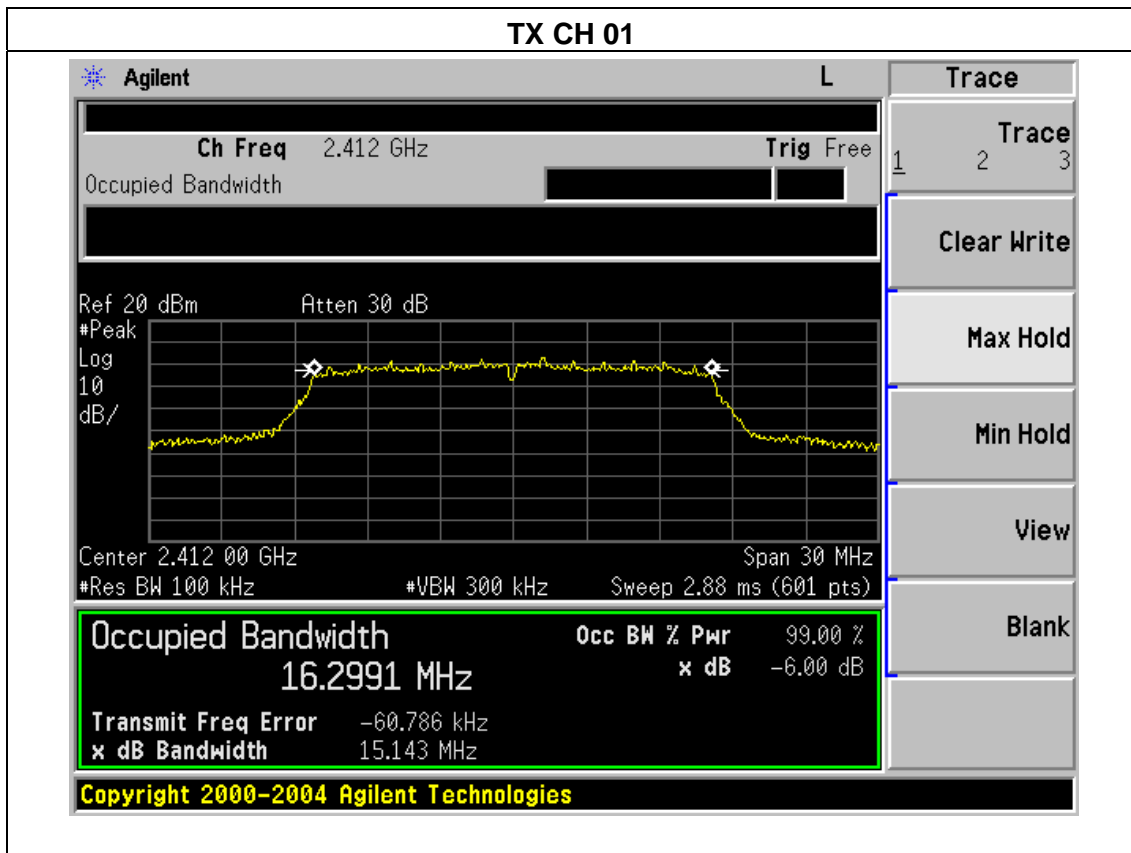 TX CH 01
Agilent L Trace
Ch Freq 2.412 GHz Trig Free
Occupied Bandwidth
Trace
1 2 3
Clear Write
Max Hold
Min Hold
View
Blank
Ref 20 dBm Atten 30 dB
#Peak
Log
10
dB/
Center 2.412 00 GHz Span 30 MHz
#Res BW 100 kHz #VBW 300 kHz Sweep 2.88 ms (601 pts)
Occupied Bandwidth Occ BW % Pwr 99.00 %
16.2991 MHz x dB -6.00 dB
Transmit Freq Error -60.786 kHz
x dB Bandwidth 15.143 MHz
Copyright 2000-2004 Agilent Technologies